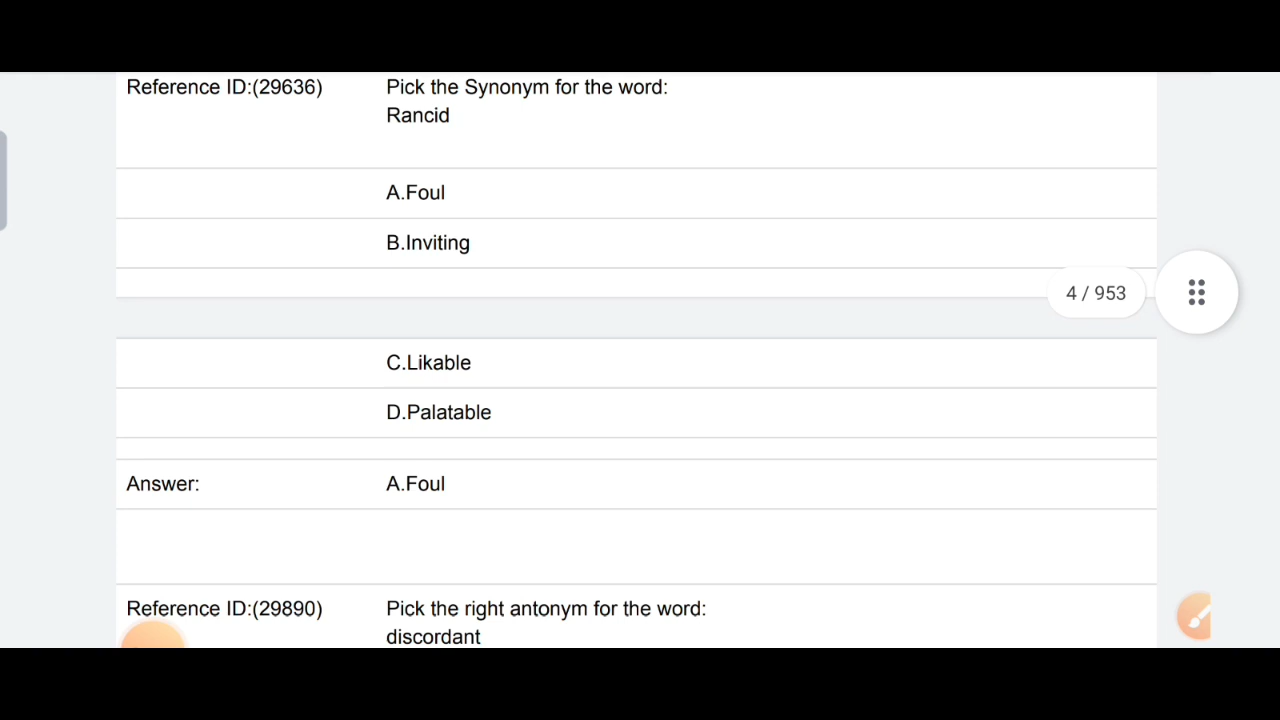 Reference ID:(29636) Pick the Synonym for the word:
Rancid
A.Foul
B.Inviting
4 / 953
C.Likable
D.Palatable
Answer: A.Foul
Reference ID:(29890) Pick the right antonym for the word:
discordant